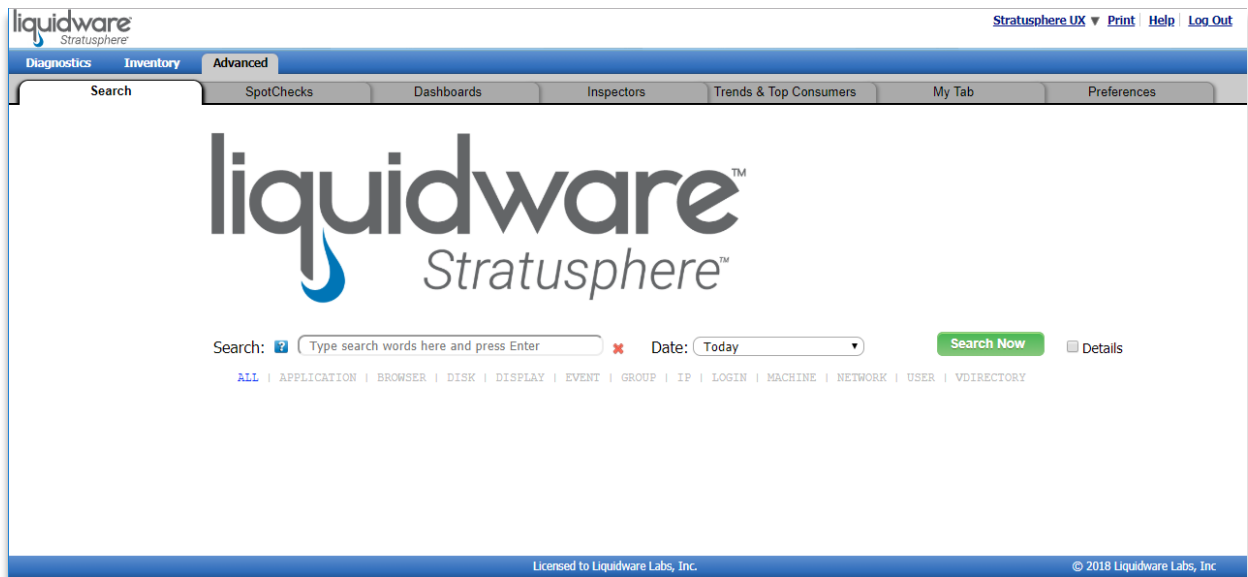 liquidware
Stratusphere
Stratusphere UX ▼ Print | Help | Log Out
Diagnostics Inventory Advanced
Search SpotChecks Dashboards Inspectors Trends & Top Consumers My Tab Preferences
liquidware™
Stratusphere™
Search: ? Type search words here and press Enter Date: Today Search Now Details
ALL | APPLICATION | BROWSER | DISK | DISPLAY | EVENT | GROUP | IP | LOGIN | MACHINE | NETWORK | USER | VDIRECTORY
Licensed to Liquidware Labs, Inc. © 2018 Liquidware Labs, Inc